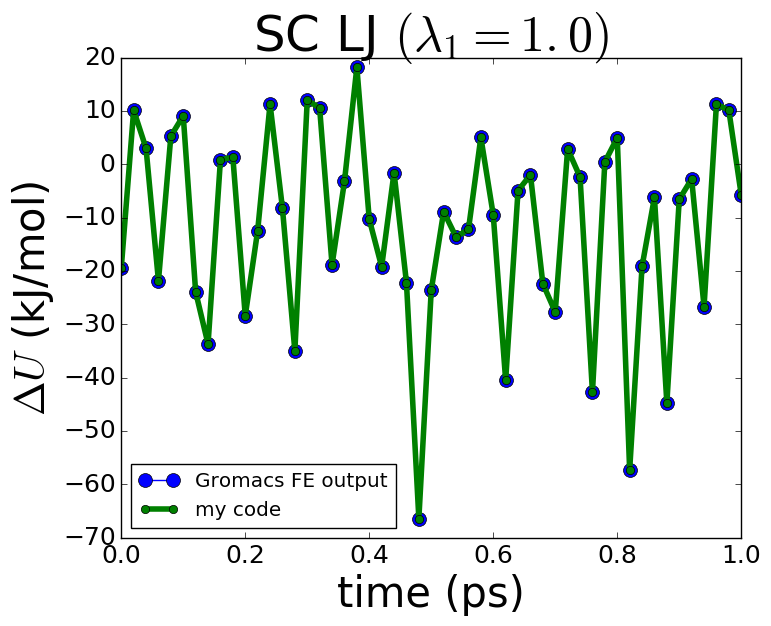 SC LJ (λ₁ = 1.0)
20
10
0
−10
−20
−30
−40
−50
−60
−70
ΔU (kJ/mol)
Gromacs FE output
my code
0.0 0.2 0.4 0.6 0.8 1.0
time (ps)